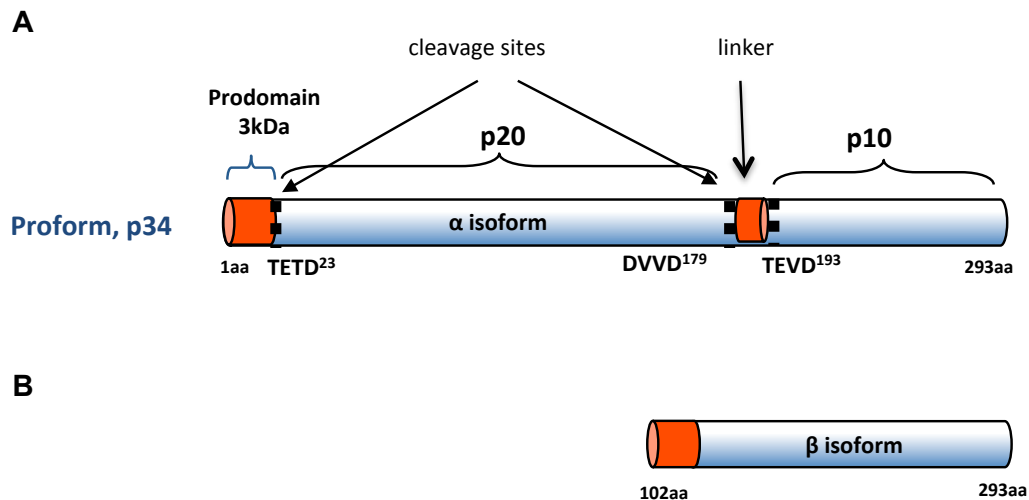 A
cleavage sites
linker
Prodomain
3kDa
p20
p10
Proform, p34
α isoform
1aa
TETD²³
DVVD¹⁷⁹
TEVD¹⁹³
293aa
B
β isoform
102aa
293aa